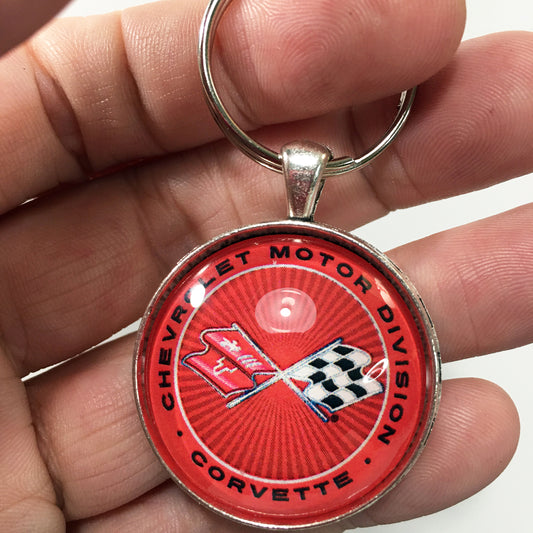 CHEVROLET MOTOR DIVISION
• CORVETTE •